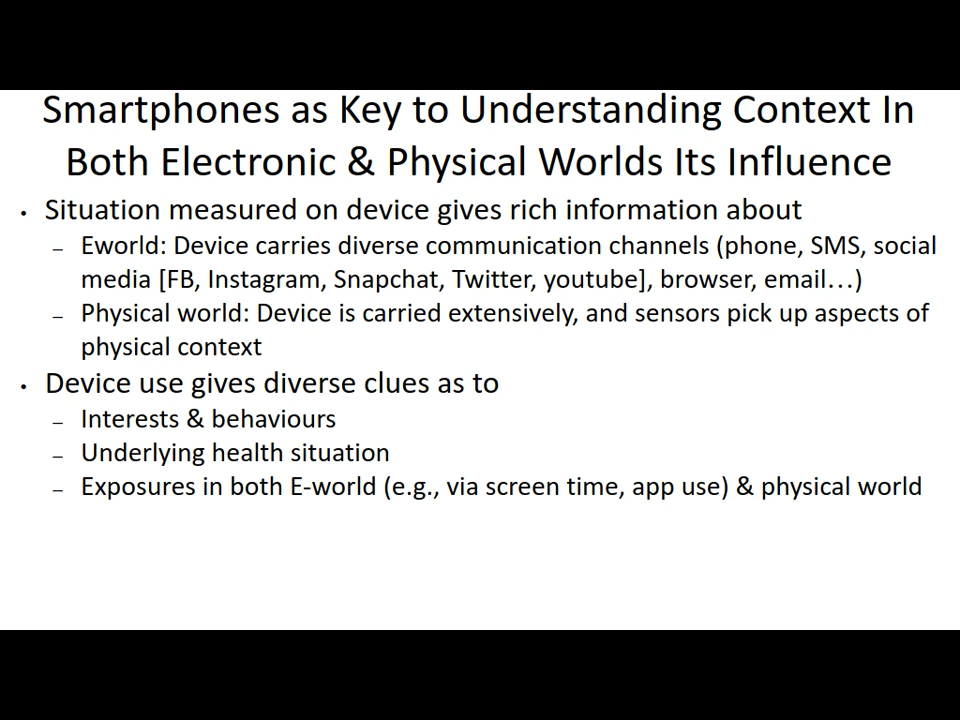 Smartphones as Key to Understanding Context In
Both Electronic & Physical Worlds Its Influence
• Situation measured on device gives rich information about
– Eworld: Device carries diverse communication channels (phone, SMS, social
media [FB, Instagram, Snapchat, Twitter, youtube], browser, email…)
– Physical world: Device is carried extensively, and sensors pick up aspects of
physical context
• Device use gives diverse clues as to
– Interests & behaviours
– Underlying health situation
– Exposures in both E-world (e.g., via screen time, app use) & physical world